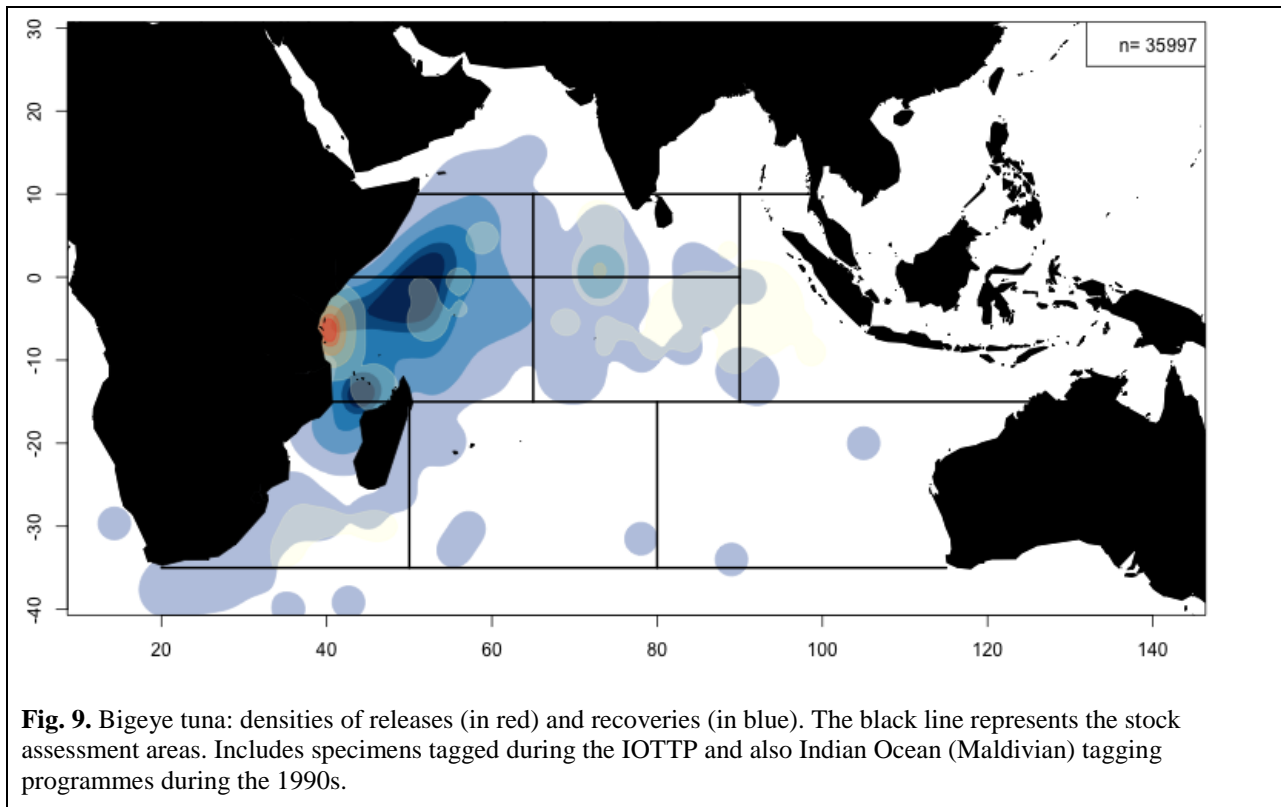 n= 35997
30
20
10
0
-10
-20
-30
-40
20 40 60 80 100 120 140
Fig. 9. Bigeye tuna: densities of releases (in red) and recoveries (in blue). The black line represents the stock
assessment areas. Includes specimens tagged during the IOTTP and also Indian Ocean (Maldivian) tagging
programmes during the 1990s.